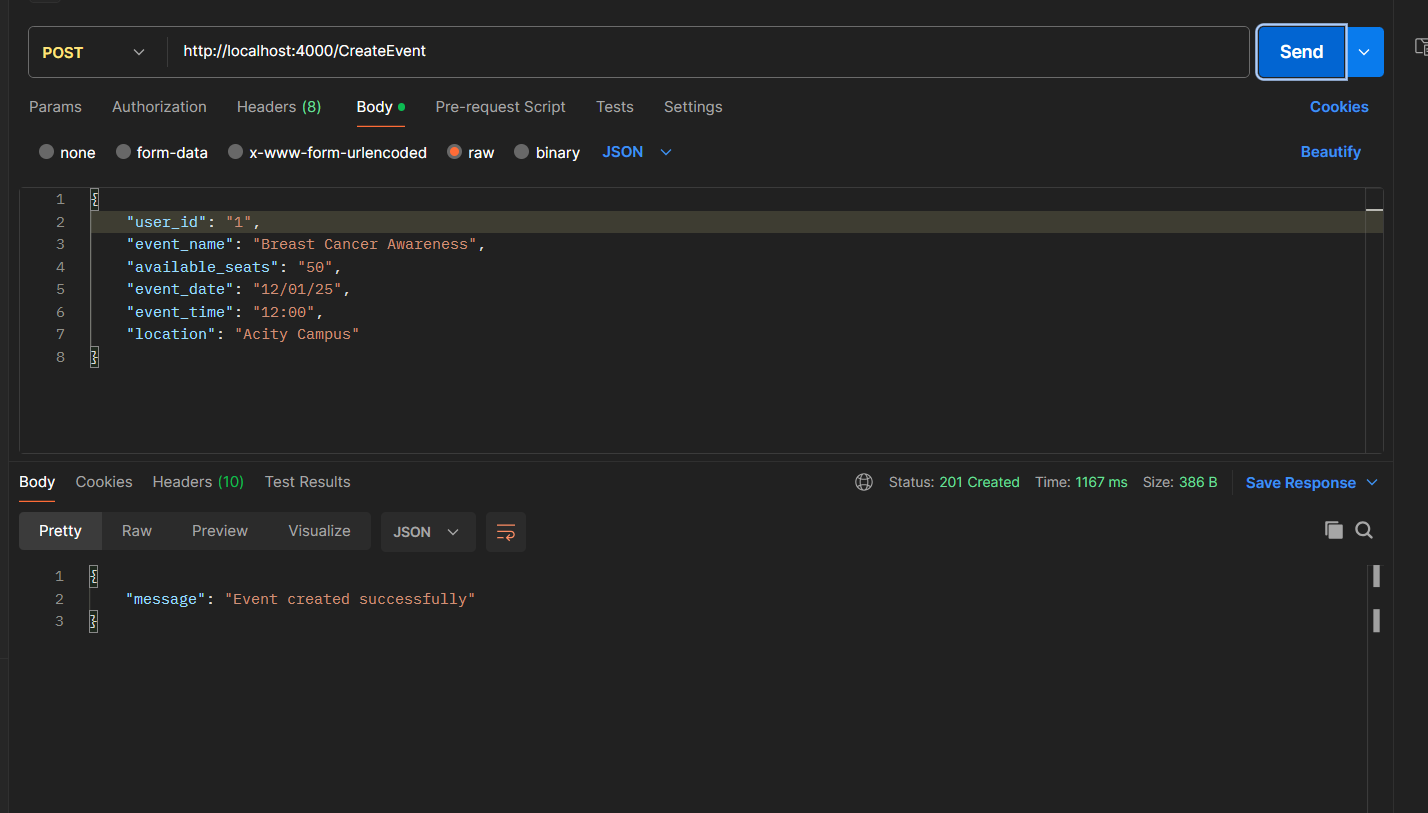 POST http://localhost:4000/CreateEvent Send
Params Authorization Headers (8) Body Pre-request Script Tests Settings Cookies
none form-data x-www-form-urlencoded raw binary JSON Beautify
1 {
2 "user_id": "1",
3 "event_name": "Breast Cancer Awareness",
4 "available_seats": "50",
5 "event_date": "12/01/25",
6 "event_time": "12:00",
7 "location": "Acity Campus"
8 }
Body Cookies Headers (10) Test Results Status: 201 Created Time: 1167 ms Size: 386 B Save Response
Pretty Raw Preview Visualize JSON
1 {
2 "message": "Event created successfully"
3 }